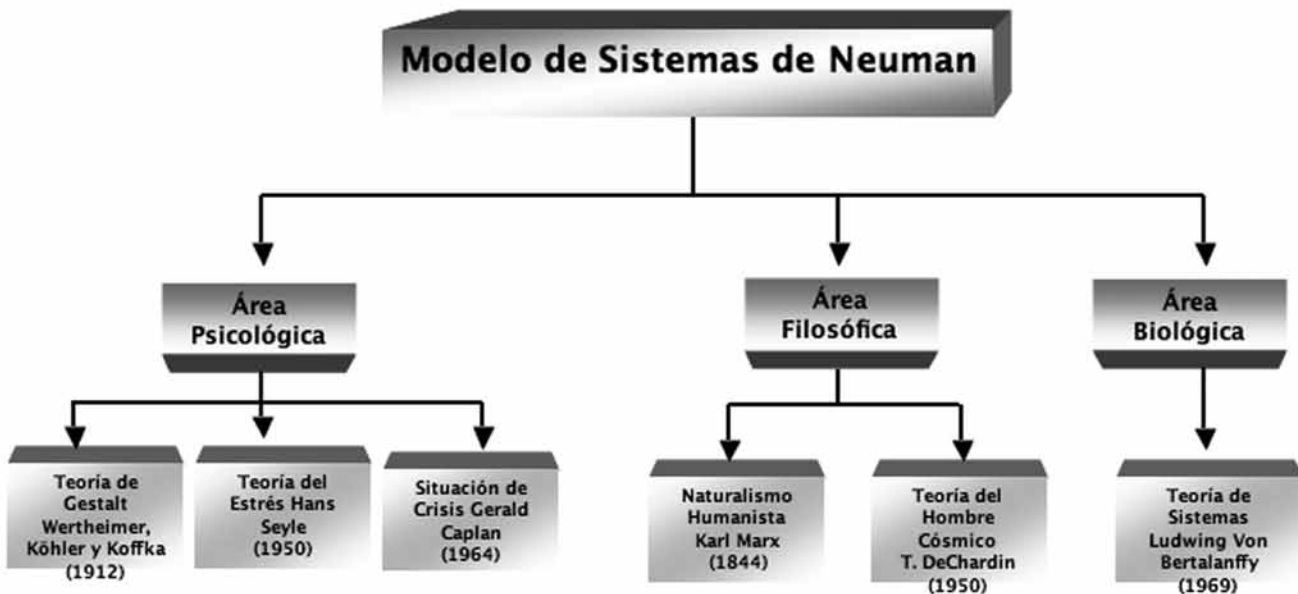 Modelo de Sistemas de Neuman
Área
Psicológica
Área
Filosófica
Área
Biológica
Teoría de
Gestalt
Wertheimer,
Köhler y Koffka
(1912)
Teoría del
Estrés Hans
Seyle
(1950)
Situación de
Crisis Gerald
Caplan
(1964)
Naturalismo
Humanista
Karl Marx
(1844)
Teoría del
Hombre
Cósmico
T. DeChardin
(1950)
Teoría de
Sistemas
Ludwing Von
Bertalanffy
(1969)